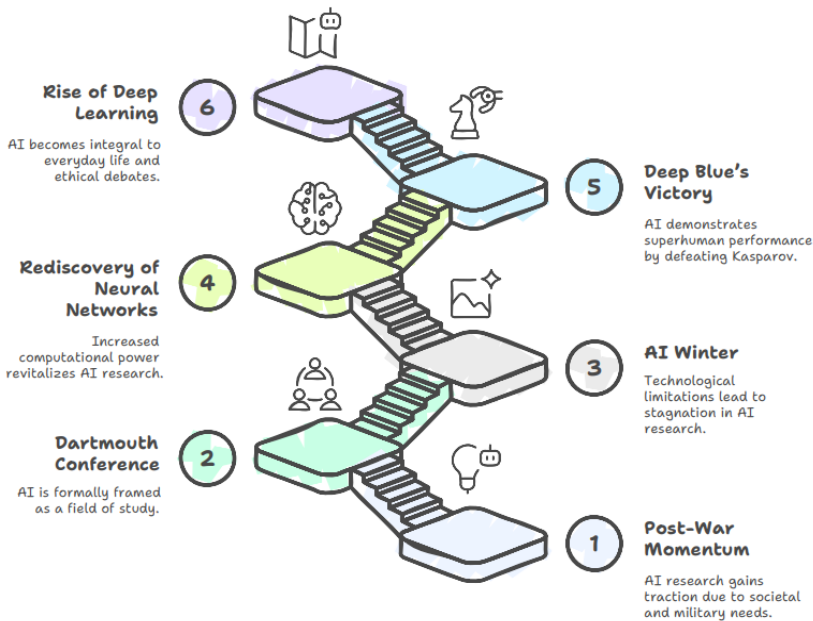 Rise of Deep
Learning
6
AI becomes integral to
everyday life and
ethical debates.
Deep Blue's
Victory
5
AI demonstrates
superhuman performance
by defeating Kasparov.
Rediscovery of
Neural
Networks
4
Increased
computational power
revitalizes AI research.
AI Winter
3
Technological
limitations lead to
stagnation in AI
research.
Dartmouth
Conference
2
AI is formally framed
as a field of study.
Post-War
Momentum
1
AI research gains
traction due to societal
and military needs.